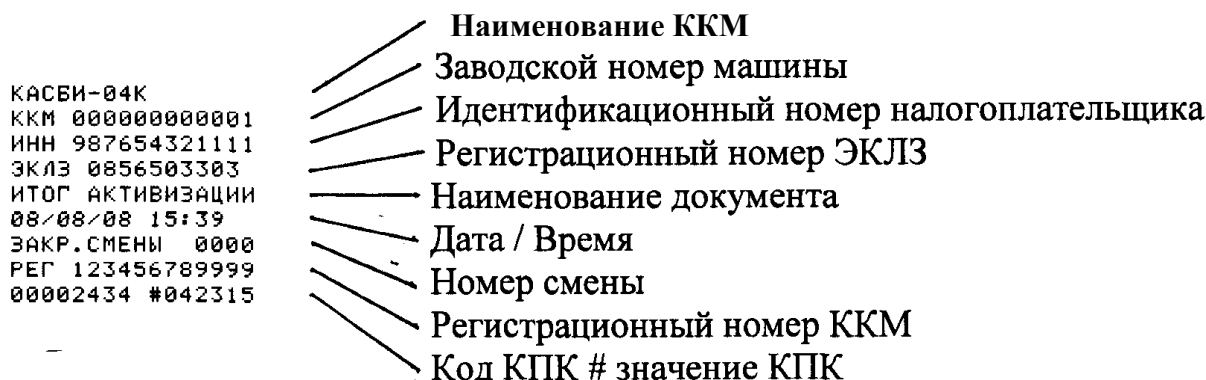 КАСБИ-04К
ККМ 000000000001
ИНН 987654321111
ЭКЛЗ 0856503303
ИТОГ АКТИВИЗАЦИИ
08/08/08 15:39
ЗАКР.СМЕНЫ 0000
РЕГ 123456789999
00002434 #042315
Наименование ККМ
Заводской номер машины
Идентификационный номер налогоплательщика
Регистрационный номер ЭКЛЗ
Наименование документа
Дата / Время
Номер смены
Регистрационный номер ККМ
Код КПК # значение КПК